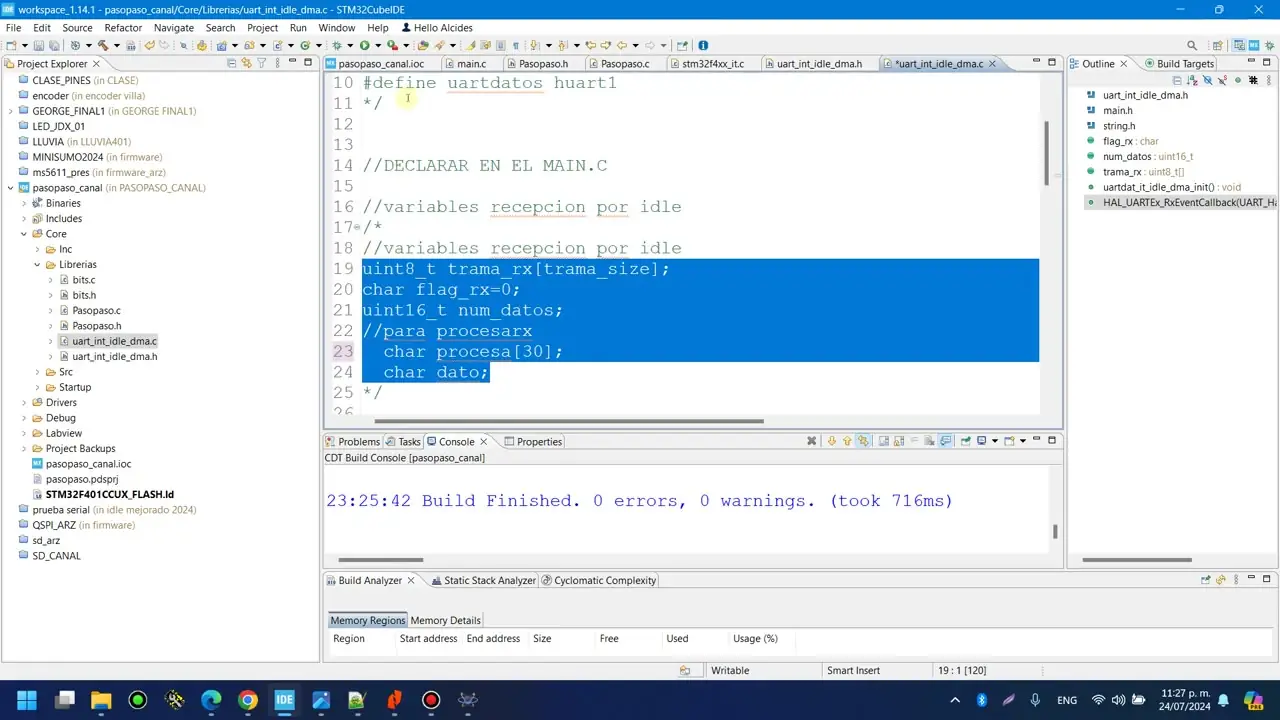 workspace_1.14.1 - pasopaso_canal/Core/Librerias/uart_int_idle_dma.c - STM32CubeIDE
File Edit Source Refactor Navigate Search Project Run Window Help Hello Alcides
Project Explorer
CLASE_PINES (in CLASE)
encoder (in encoder villa)
GEORGE_FINAL1 (in GEORGE FINAL1)
LED_JDX_01
LLUVIA (in LLUVIA401)
MINISUMO2024 (in firmware)
ms5611_pres (in firmware_arz)
pasopaso_canal (in PASOPASO_CANAL)
Binaries
Includes
Core
Inc
Librerias
bits.c
bits.h
Pasopaso.c
Pasopaso.h
uart_int_idle_dma.c
uart_int_idle_dma.h
Src
Startup
Drivers
Debug
Labview
Project Backups
pasopaso_canal.ioc
pasopaso.pdsprj
STM32F401CCUX_FLASH.ld
prueba serial (in idle mejorado 2024)
QSPI_ARZ (in firmware)
sd_arz
SD_CANAL
pasopaso_canal.ioc main.c Pasopaso.h Pasopaso.c stm32f4xx_it.c uart_int_idle_dma.h *uart_int_idle_dma.c
10 #define uartdatos huart1
11 */
12
13
14 //DECLARAR EN EL MAIN.C
15
16 //variables recepcion por idle
17 /*
18 //variables recepcion por idle
19 uint8_t trama_rx[trama_size];
20 char flag_rx=0;
21 uint16_t num_datos;
22 //para procesarx
23 char procesa[30];
24 char dato;
25 */
26
Problems Tasks Console Properties
CDT Build Console [pasopaso_canal]
23:25:42 Build Finished. 0 errors, 0 warnings. (took 716ms)
Build Analyzer Static Stack Analyzer Cyclomatic Complexity
Memory Regions Memory Details
Region Start address End address Size Free Used Usage (%)
Outline Build Targets
uart_int_idle_dma.h
main.h
string.h
flag_rx : char
num_datos : uint16_t
trama_rx : uint8_t[]
uartdat_it_idle_dma_init() : void
HAL_UARTEx_RxEventCallback(UART_Ha
Writable Smart Insert 19 : 1 [120]
IDE
ENG
11:27 p. m.
24/07/2024